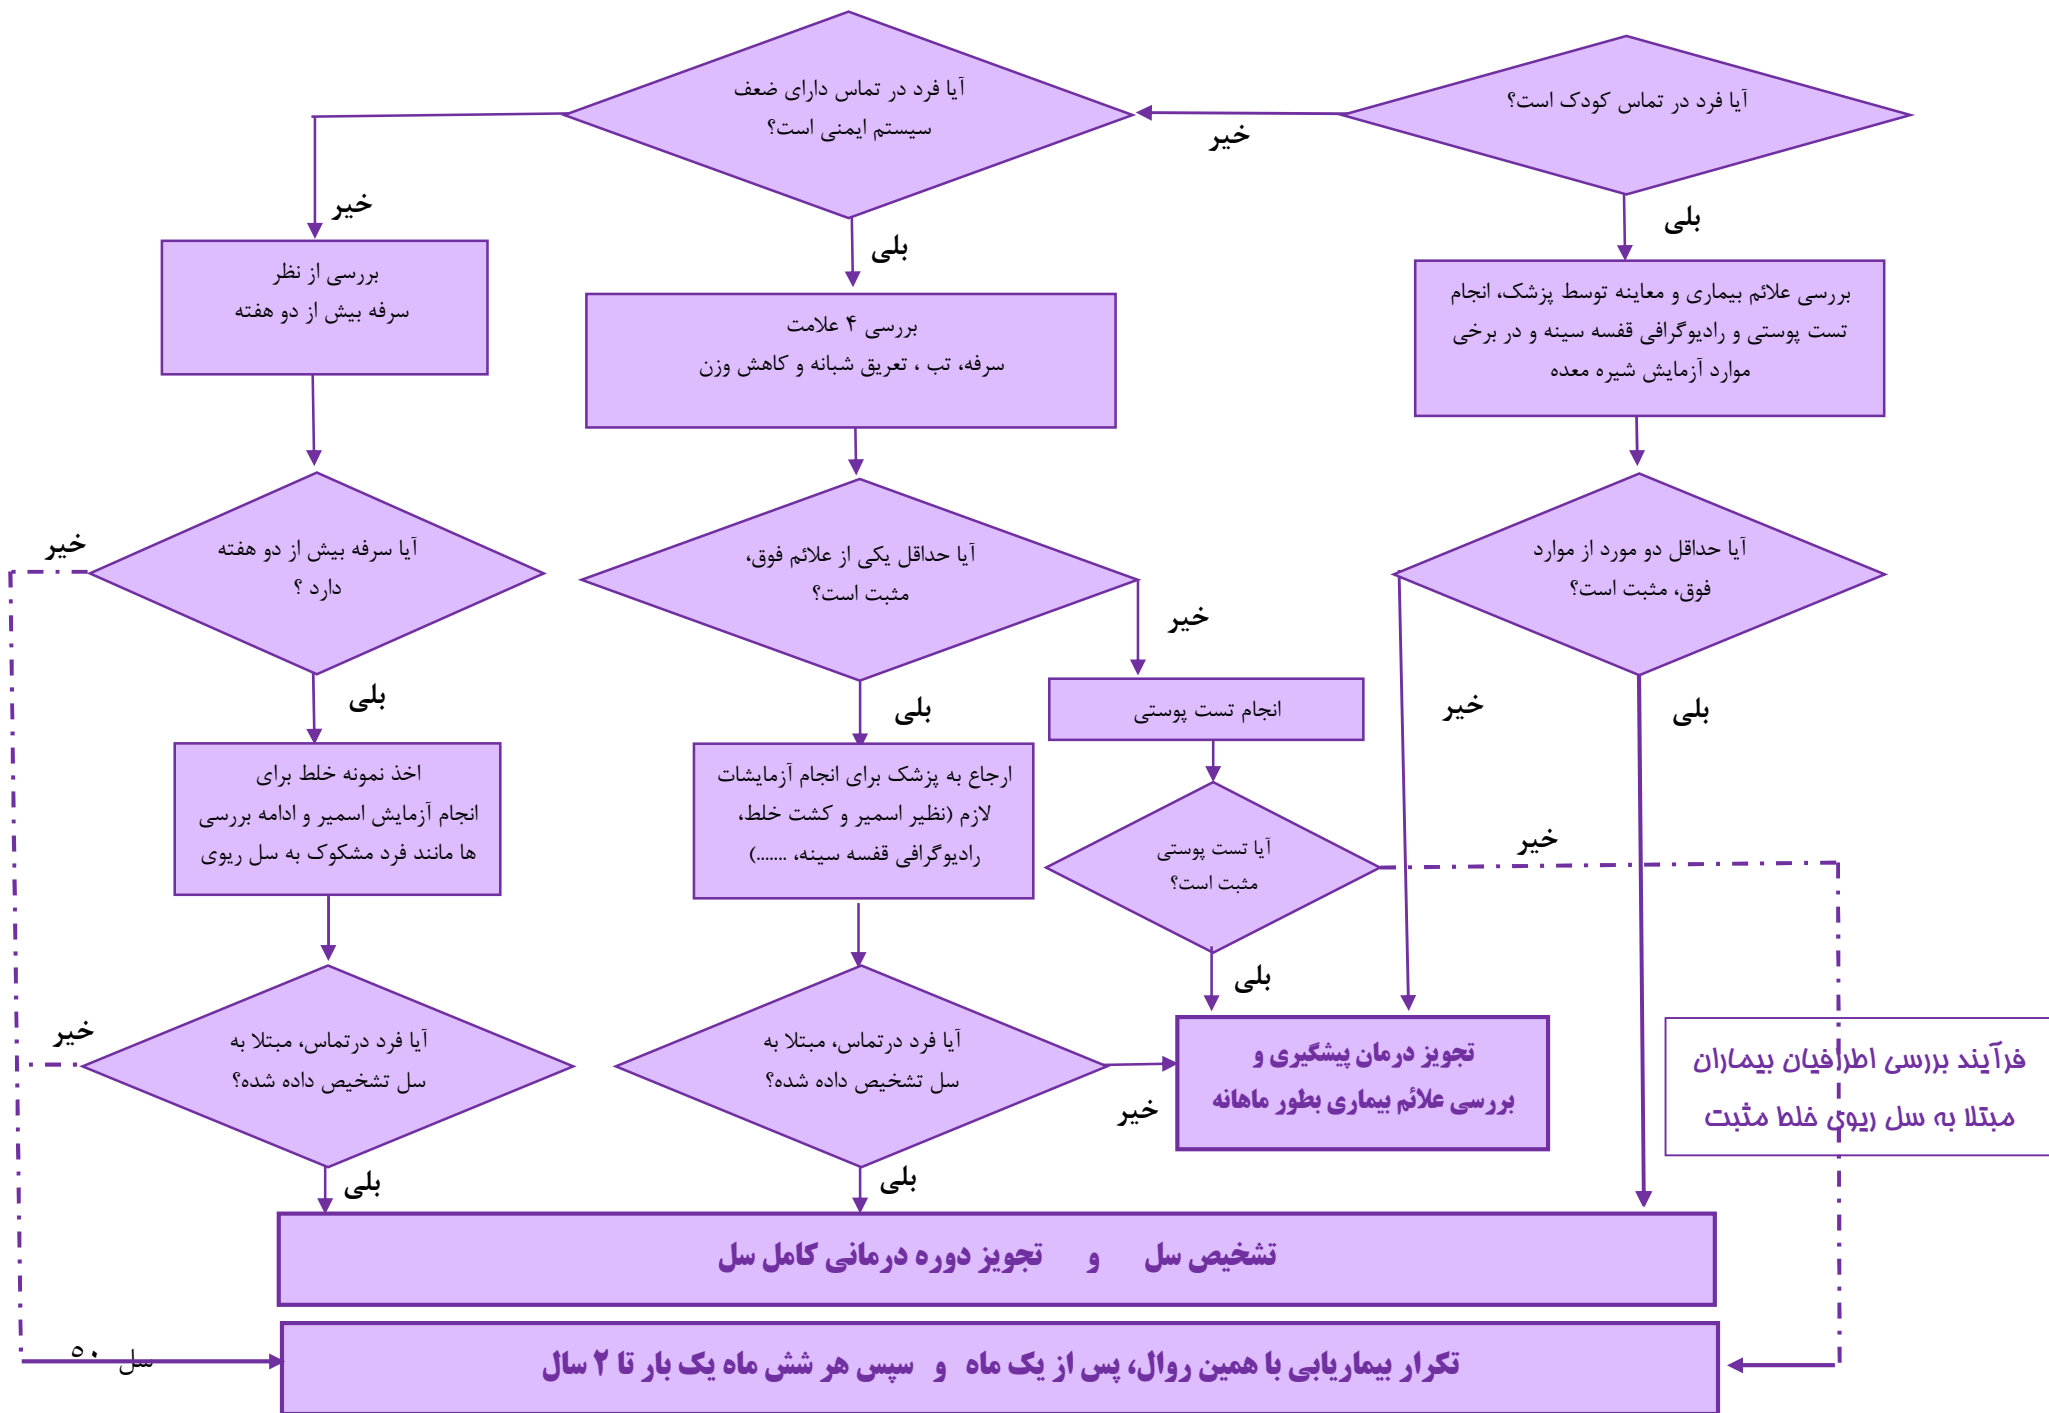 آیا فرد در تماس کودک است؟
خیر
بلی
آیا فرد در تماس دارای ضعف
سیستم ایمنی است؟
خیر
بلی
بررسی علائم بیماری و معاینه توسط پزشک، انجام
تست پوستی و رادیوگرافی قفسه سینه و در برخی
موارد آزمایش شیره معده
بررسی ۴ علامت
سرفه، تب ، تعریق شبانه و کاهش وزن
بررسی از نظر
سرفه بیش از دو هفته
آیا حداقل دو مورد از موارد
فوق، مثبت است؟
خیر
بلی
آیا حداقل یکی از علائم فوق،
مثبت است؟
خیر
بلی
آیا سرفه بیش از دو هفته
دارد ؟
خیر
بلی
انجام تست پوستی
آیا تست پوستی
مثبت است؟
خیر
بلی
ارجاع به پزشک برای انجام آزمایشات
لازم (نظیر اسمیر و کشت خلط،
رادیوگرافی قفسه سینه، .......)
اخذ نمونه خلط برای
انجام آزمایش اسمیر و ادامه بررسی
ها مانند فرد مشکوک به سل ریوی
آیا فرد درتماس، مبتلا به
سل تشخیص داده شده؟
خیر
بلی
آیا فرد درتماس، مبتلا به
سل تشخیص داده شده؟
خیر
بلی
تجویز درمان پیشگیری و
بررسی علائم بیماری بطور ماهانه
فرآیند بررسی اطرافیان بیماران
مبتلا به سل ریوی خلط مثبت
تشخیص سل و تجویز دوره درمانی کامل سل
تکرار بیماریابی با همین روال، پس از یک ماه و سپس هر شش ماه یک بار تا ۲ سال
سل ۵۰